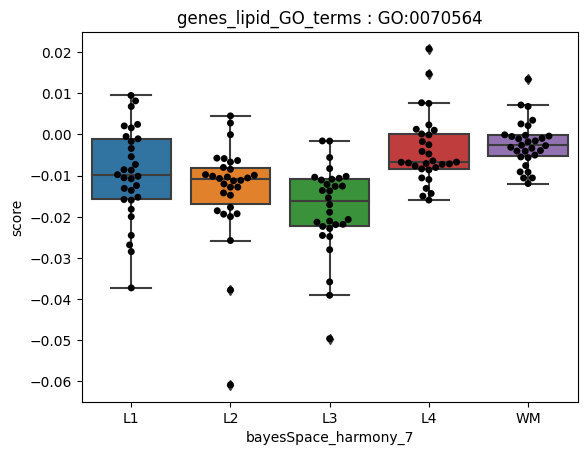 genes_lipid_GO_terms : GO:0070564
0.02
0.01
0.00
−0.01
−0.02
−0.03
−0.04
−0.05
−0.06
score
L1 L2 L3 L4 WM
bayesSpace_harmony_7